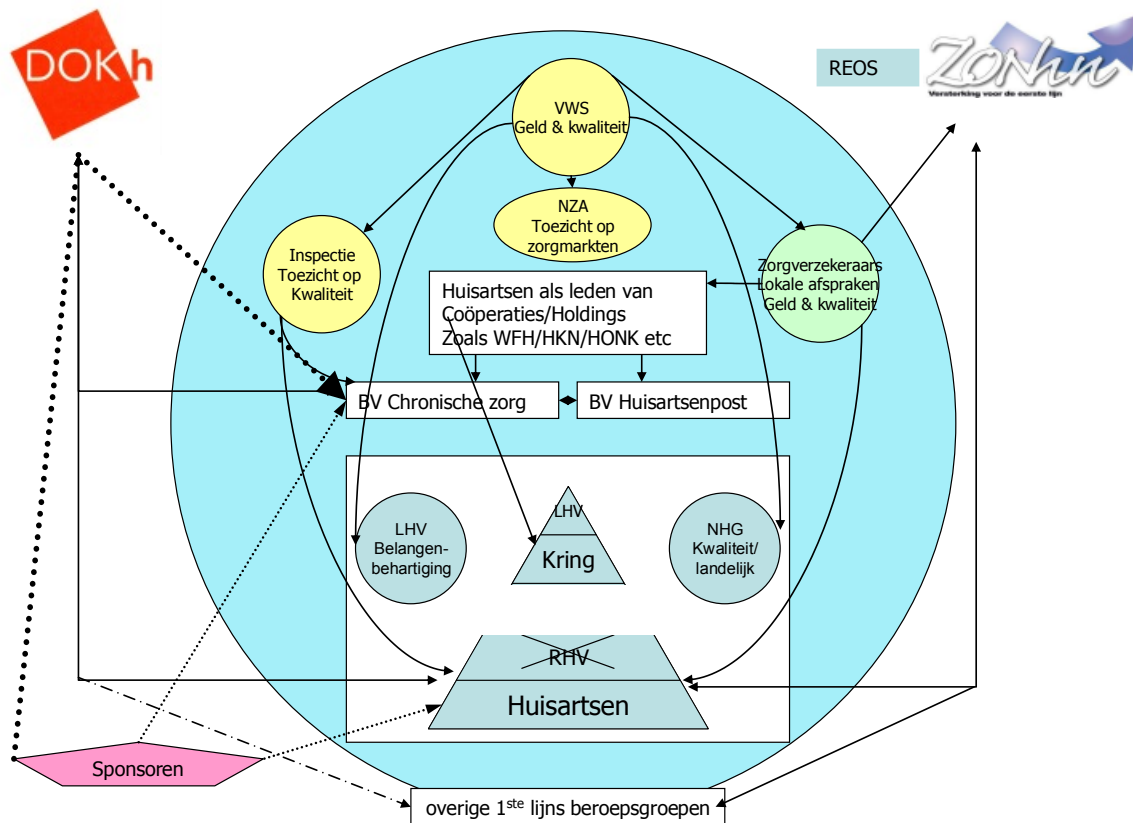 DOKh
REOS
ZONhn
Versterking voor de eerste lijn
VWS
Geld & kwaliteit
NZA
Toezicht op
zorgmarkten
Inspectie
Toezicht op
Kwaliteit
Zorgverzekeraars
Lokale afspraken
Geld & kwaliteit
Huisartsen als leden van
Coöperaties/Holdings
Zoals WFH/HKN/HONK etc
BV Chronische zorg
BV Huisartsenpost
LHV
Belangen-
behartiging
LHV
Kring
NHG
Kwaliteit/
landelijk
RHV
Huisartsen
Sponsoren
overige 1ste lijns beroepsgroepen